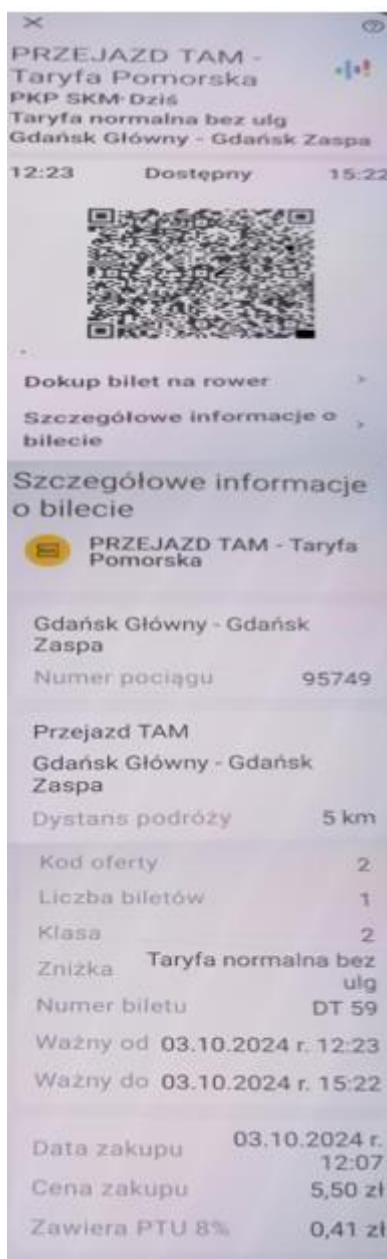 PRZEJAZD TAM -
Taryfa Pomorska
PKP SKM· Dziś
Taryfa normalna bez ulg
Gdańsk Główny - Gdańsk Zaspa
12:23 Dostępny 15:22
Dokup bilet na rower
Szczegółowe informacje o
bilecie
Szczegółowe informacje
o bilecie
PRZEJAZD TAM - Taryfa
Pomorska
Gdańsk Główny - Gdańsk
Zaspa
Numer pociągu 95749
Przejazd TAM
Gdańsk Główny - Gdańsk
Zaspa
Dystans podróży 5 km
Kod oferty 2
Liczba biletów 1
Klasa 2
Zniżka Taryfa normalna bez
ulg
Numer biletu DT 59
Ważny od 03.10.2024 r. 12:23
Ważny do 03.10.2024 r. 15:22
Data zakupu 03.10.2024 r.
12:07
Cena zakupu 5,50 zł
Zawiera PTU 8% 0,41 zł